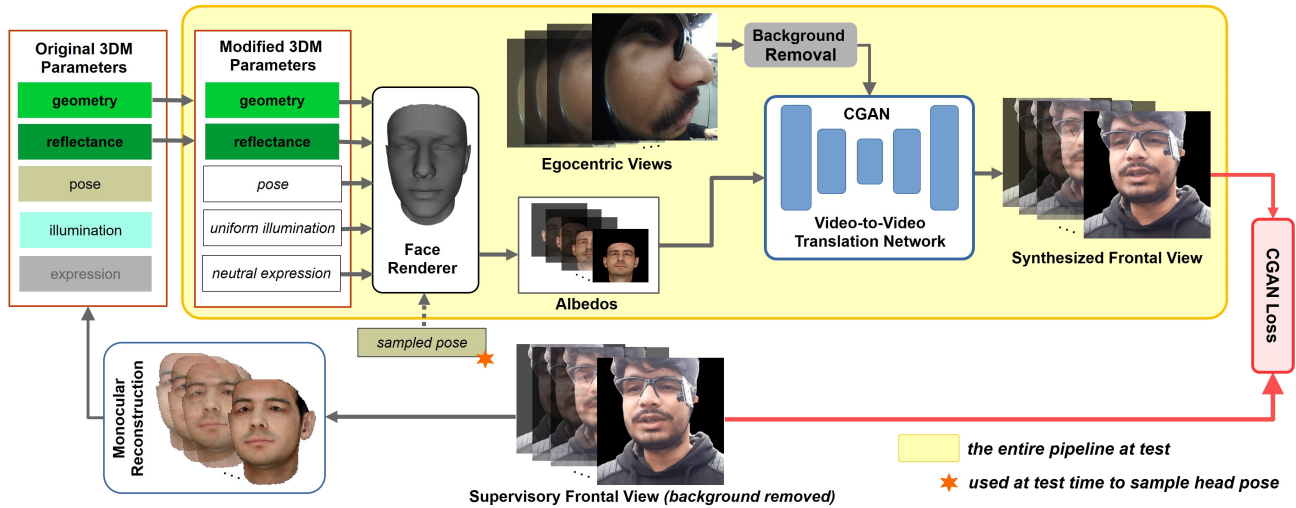 Original 3DM
Parameters
geometry
reflectance
pose
illumination
expression
Modified 3DM
Parameters
geometry
reflectance
pose
uniform illumination
neutral expression
Face
Renderer
sampled pose
Egocentric Views
...
Background
Removal
Albedos
...
CGAN
Video-to-Video
Translation Network
Synthesized Frontal View
...
CGAN Loss
Monocular
Reconstruction
...
Supervisory Frontal View (background removed)
...
the entire pipeline at test
used at test time to sample head pose